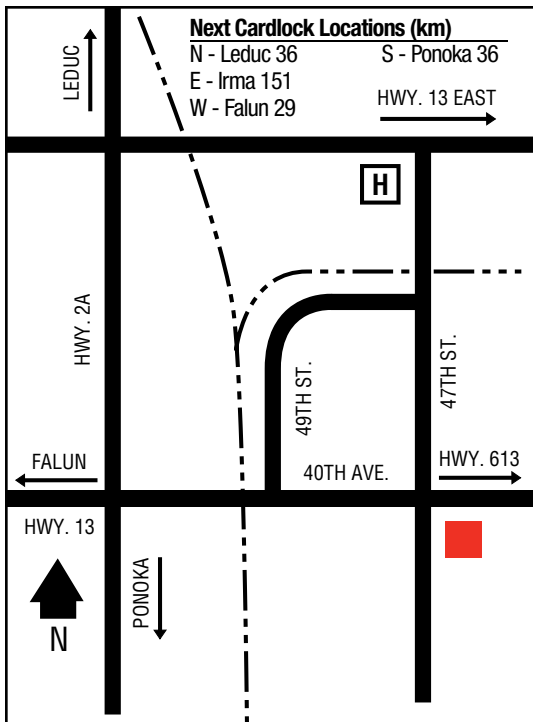 Next Cardlock Locations (km)
N - Leduc 36
S - Ponoka 36
E - Irma 151
W - Falun 29
LEDUC
HWY. 13 EAST
H
HWY. 2A
49TH ST.
47TH ST.
FALUN
40TH AVE.
HWY. 613
HWY. 13
PONOKA
N